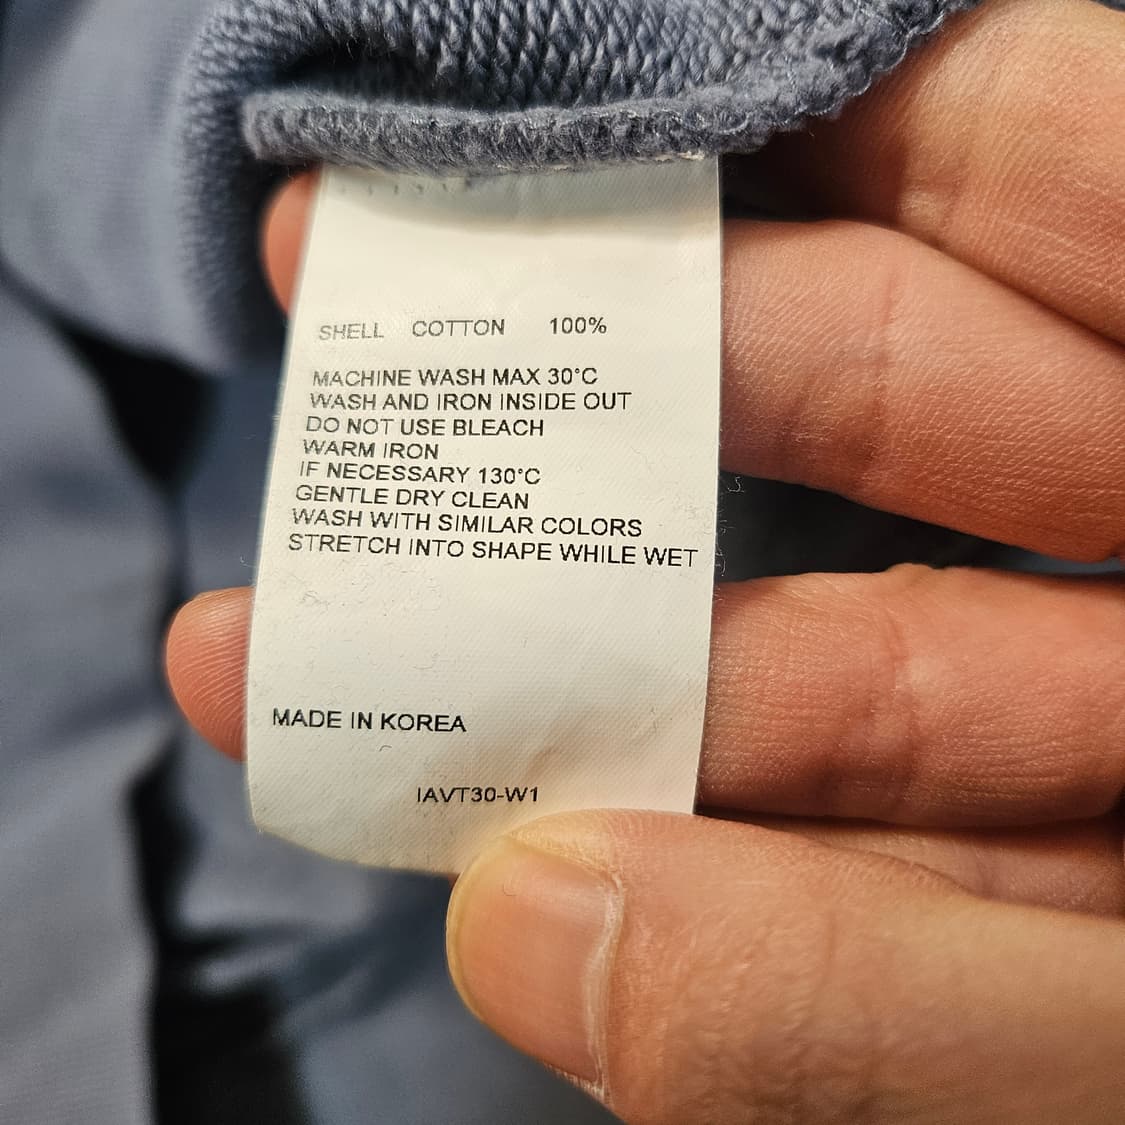 SHELL COTTON 100%
MACHINE WASH MAX 30°C
WASH AND IRON INSIDE OUT
DO NOT USE BLEACH
WARM IRON
IF NECESSARY 130°C
GENTLE DRY CLEAN
WASH WITH SIMILAR COLORS
STRETCH INTO SHAPE WHILE WET
MADE IN KOREA
IAVT30-W1